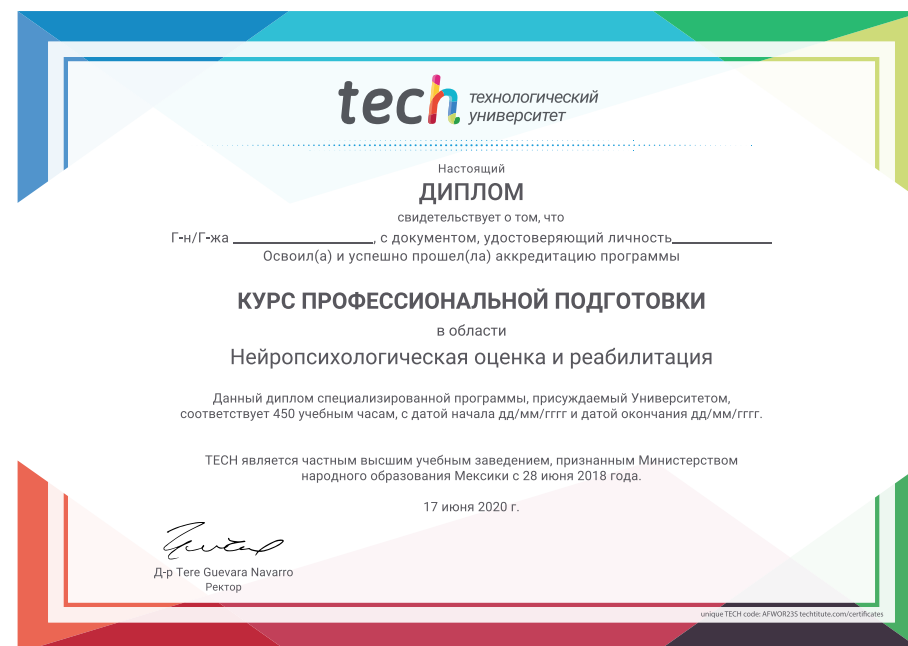 tech технологический
университет
Настоящий
ДИПЛОМ
свидетельствует о том, что
Г-н/Г-жа ____________________, с документом, удостоверяющий личность______________
Освоил(а) и успешно прошел(ла) аккредитацию программы
КУРС ПРОФЕССИОНАЛЬНОЙ ПОДГОТОВКИ
в области
Нейропсихологическая оценка и реабилитация
Данный диплом специализированной программы, присуждаемый Университетом,
соответствует 450 учебным часам, с датой начала дд/мм/гггг и датой окончания дд/мм/гггг.
TECH является частным высшим учебным заведением, признанным Министерством
народного образования Мексики с 28 июня 2018 года.
17 июня 2020 г.
Д-р Tere Guevara Navarro
Ректор
unique TECH code: AFWOR23S techtitute.com/certificates